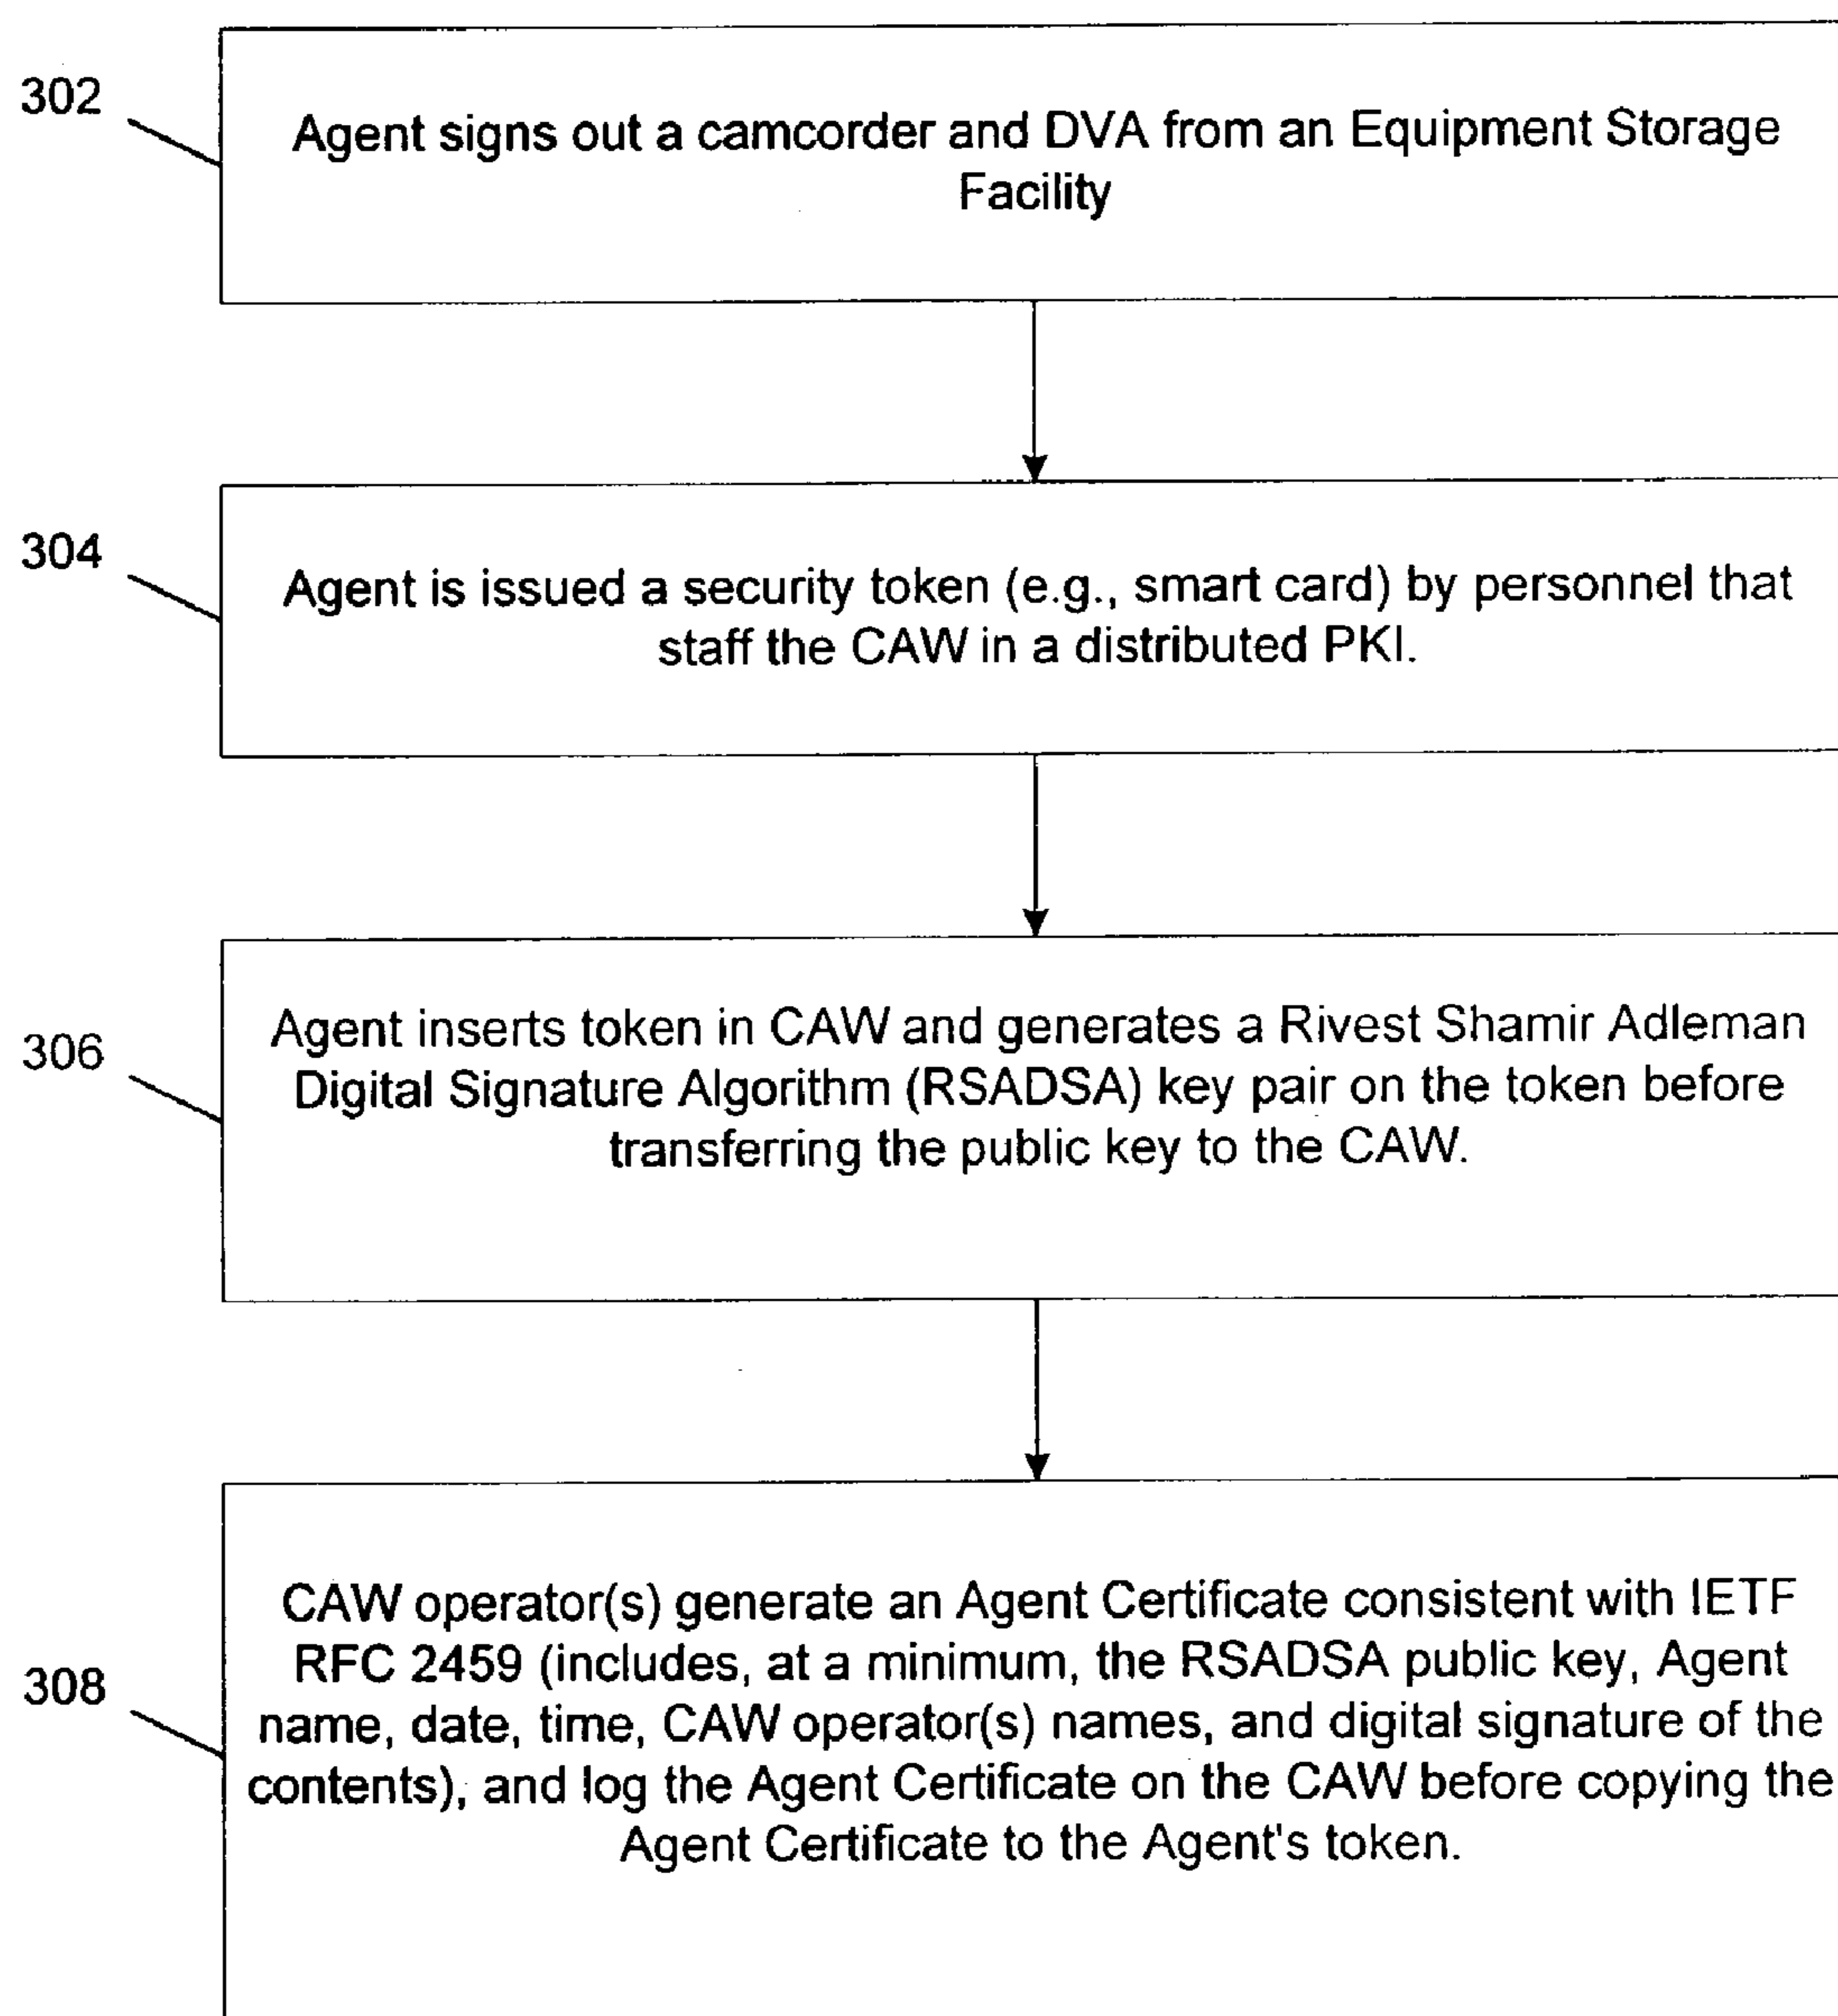 302
Agent signs out a camcorder and DVA from an Equipment Storage
Facility
304
Agent is issued a security token (e.g., smart card) by personnel that
staff the CAW in a distributed PKI.
306
Agent inserts token in CAW and generates a Rivest Shamir Adleman
Digital Signature Algorithm (RSADSA) key pair on the token before
transferring the public key to the CAW.
308
CAW operator(s) generate an Agent Certificate consistent with IETF
RFC 2459 (includes, at a minimum, the RSADSA public key, Agent
name, date, time, CAW operator(s) names, and digital signature of the
contents), and log the Agent Certificate on the CAW before copying the
Agent Certificate to the Agent's token.